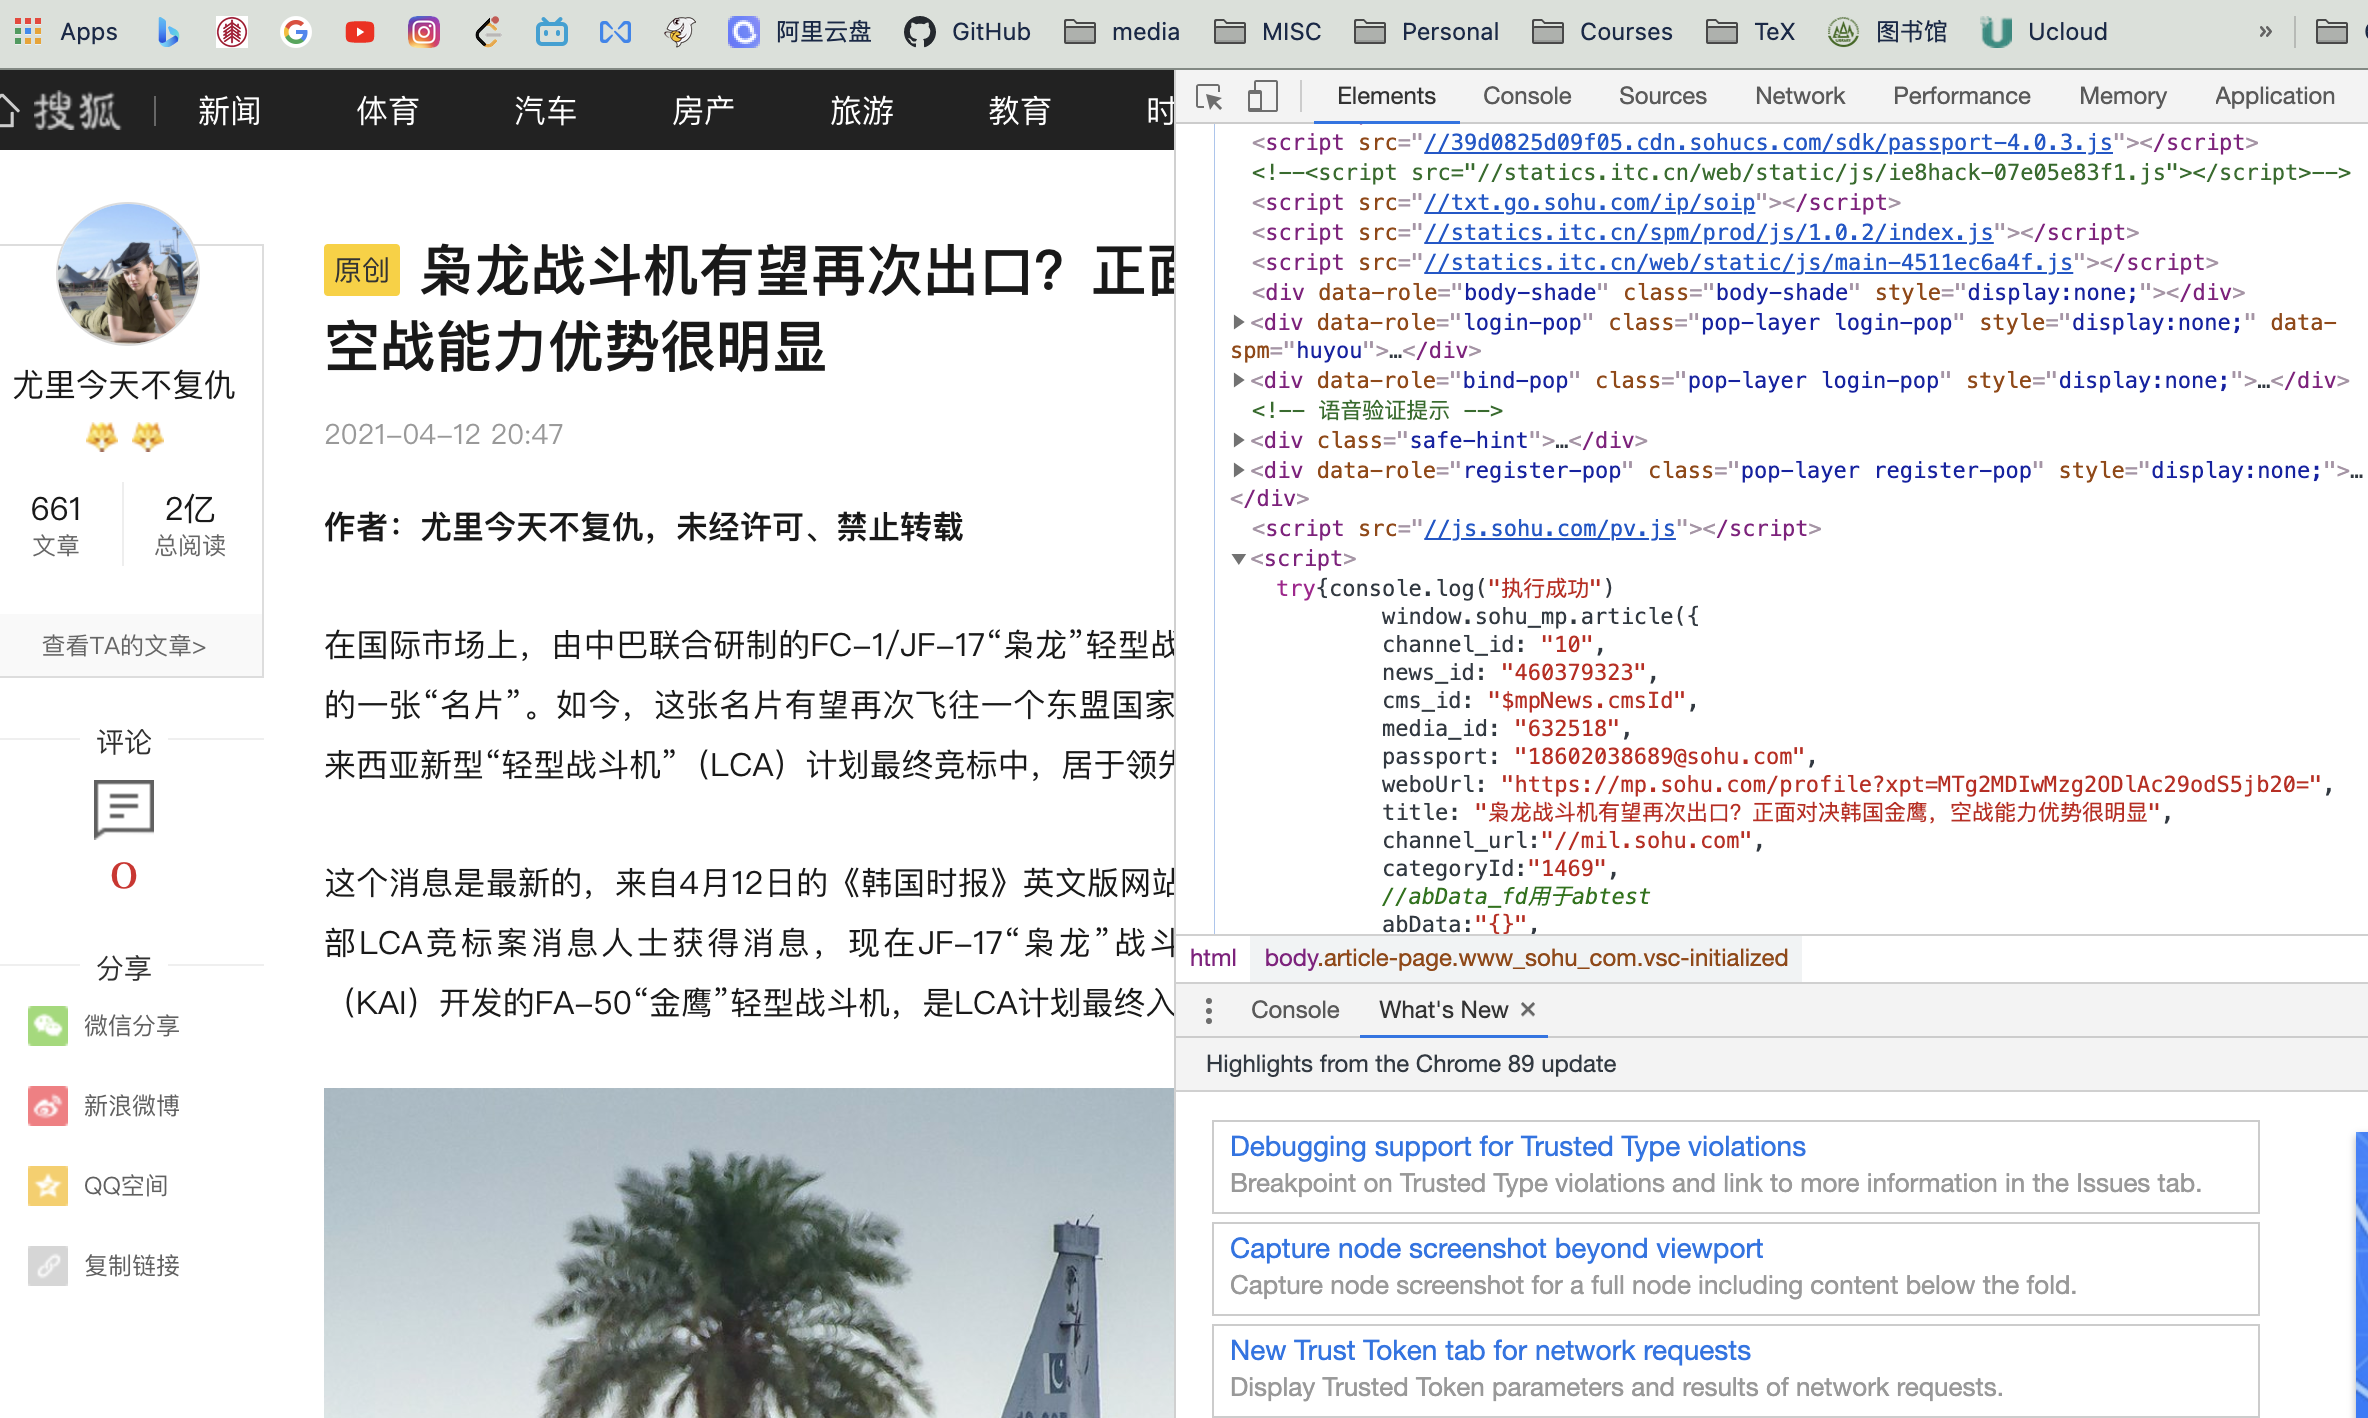 Apps
阿里云盘
GitHub
media
MISC
Personal
Courses
TeX
图书馆
Ucloud
»
搜狐 | 新闻 体育 汽车 房产 旅游 教育 时
尤里今天不复仇
661
文章
2亿
总阅读
查看TA的文章>
评论
0
分享
微信分享
新浪微博
QQ空间
复制链接
原创 枭龙战斗机有望再次出口？正面
空战能力优势很明显
2021-04-12 20:47
作者：尤里今天不复仇，未经许可、禁止转载
在国际市场上，由中巴联合研制的FC-1/JF-17“枭龙”轻型战
的一张“名片”。如今，这张名片有望再次飞往一个东盟国家
来西亚新型“轻型战斗机”（LCA）计划最终竞标中，居于领先
这个消息是最新的，来自4月12日的《韩国时报》英文版网站
部LCA竞标案消息人士获得消息，现在JF-17“枭龙”战斗
（KAI）开发的FA-50“金鹰”轻型战斗机，是LCA计划最终入
Elements Console Sources Network Performance Memory Application
<script src="//39d0825d09f05.cdn.sohucs.com/sdk/passport-4.0.3.js"></script>
<!--<script src="//statics.itc.cn/web/static/js/ie8hack-07e05e83f1.js"></script>-->
<script src="//txt.go.sohu.com/ip/soip"></script>
<script src="//statics.itc.cn/spm/prod/js/1.0.2/index.js"></script>
<script src="//statics.itc.cn/web/static/js/main-4511ec6a4f.js"></script>
<div data-role="body-shade" class="body-shade" style="display:none;"></div>
<div data-role="login-pop" class="pop-layer login-pop" style="display:none;" data-
spm="huyou">…</div>
<div data-role="bind-pop" class="pop-layer login-pop" style="display:none;">…</div>
<!-- 语音验证提示 -->
<div class="safe-hint">…</div>
<div data-role="register-pop" class="pop-layer register-pop" style="display:none;">…
</div>
<script src="//js.sohu.com/pv.js"></script>
<script>
try{console.log("执行成功")
window.sohu_mp.article({
channel_id: "10",
news_id: "460379323",
cms_id: "$mpNews.cmsId",
media_id: "632518",
passport: "18602038689@sohu.com",
weboUrl: "https://mp.sohu.com/profile?xpt=MTg2MDIwMzg2ODlAc29odS5jb20=",
title: "枭龙战斗机有望再次出口？正面对决韩国金鹰，空战能力优势很明显",
channel_url:"//mil.sohu.com",
categoryId:"1469",
//abData_fd用于abtest
abData:"{}",
html body.article-page.www_sohu_com.vsc-initialized
Console What's New ×
Highlights from the Chrome 89 update
Debugging support for Trusted Type violations
Breakpoint on Trusted Type violations and link to more information in the Issues tab.
Capture node screenshot beyond viewport
Capture node screenshot for a full node including content below the fold.
New Trust Token tab for network requests
Display Trusted Token parameters and results of network requests.